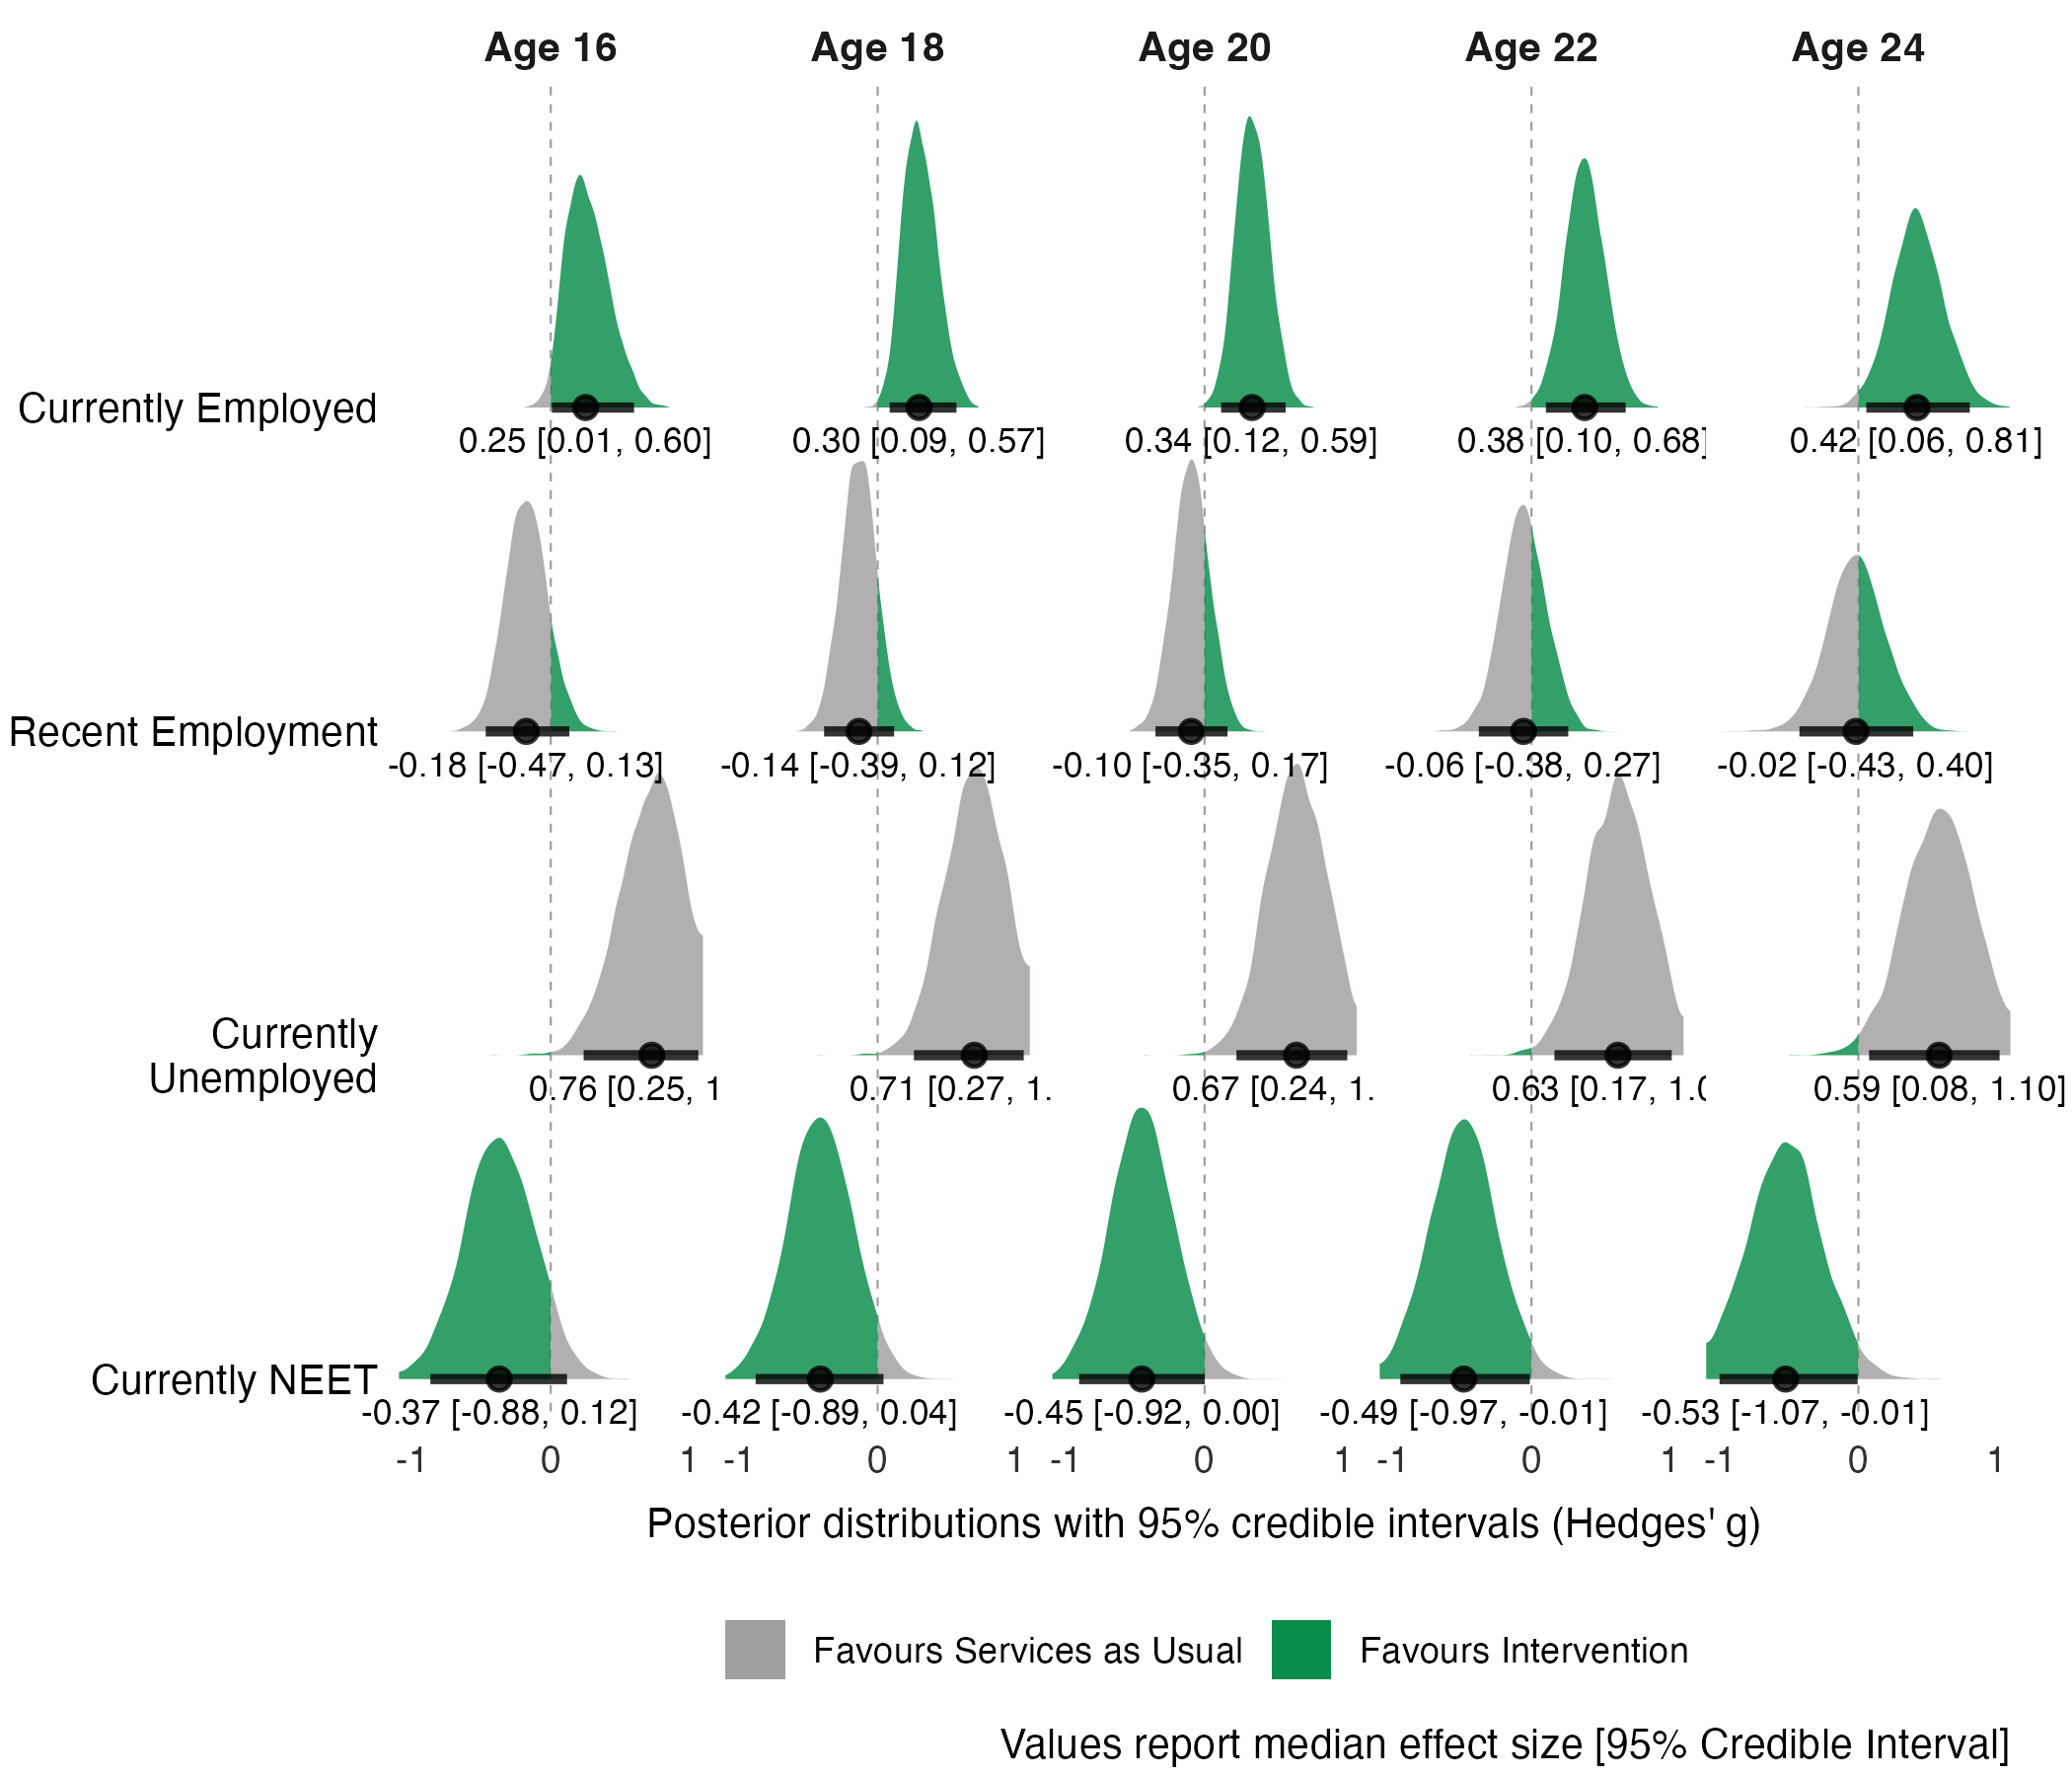 Age 16 Age 18 Age 20 Age 22 Age 24
Currently Employed
0.25 [0.01, 0.60] 0.30 [0.09, 0.57] 0.34 [0.12, 0.59] 0.38 [0.10, 0.68] 0.42 [0.06, 0.81]
Recent Employment
-0.18 [-0.47, 0.13] -0.14 [-0.39, 0.12] -0.10 [-0.35, 0.17] -0.06 [-0.38, 0.27] -0.02 [-0.43, 0.40]
Currently
Unemployed
0.76 [0.25, 1 0.71 [0.27, 1. 0.67 [0.24, 1. 0.63 [0.17, 1.0 0.59 [0.08, 1.10]
Currently NEET
-0.37 [-0.88, 0.12] -0.42 [-0.89, 0.04] -0.45 [-0.92, 0.00] -0.49 [-0.97, -0.01] -0.53 [-1.07, -0.01]
-1 0 1 -1 0 1 -1 0 1 -1 0 1 -1 0 1
Posterior distributions with 95% credible intervals (Hedges' g)
Favours Services as Usual Favours Intervention
Values report median effect size [95% Credible Interval]